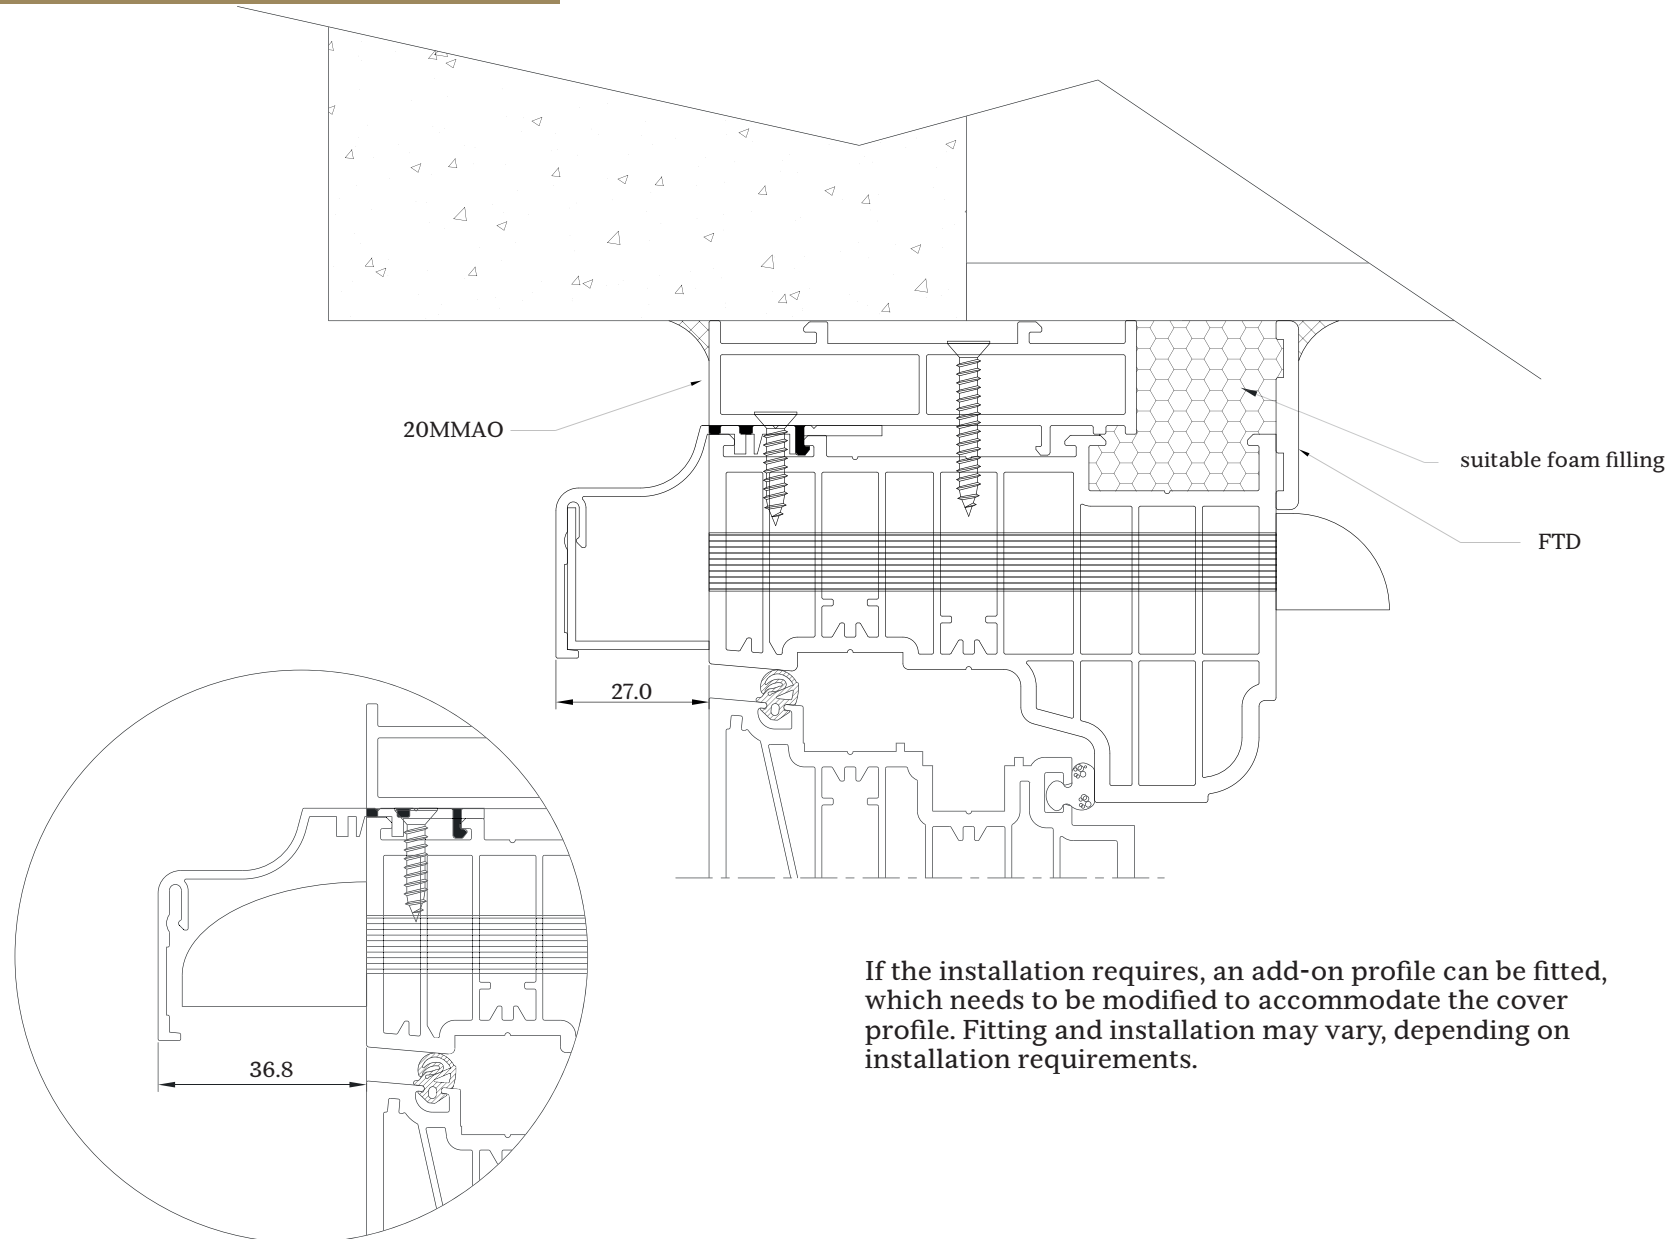 20MMAO
suitable foam filling
FTD
27.0
36.8
If the installation requires, an add-on profile can be fitted,
which needs to be modified to accommodate the cover
profile. Fitting and installation may vary, depending on
installation requirements.